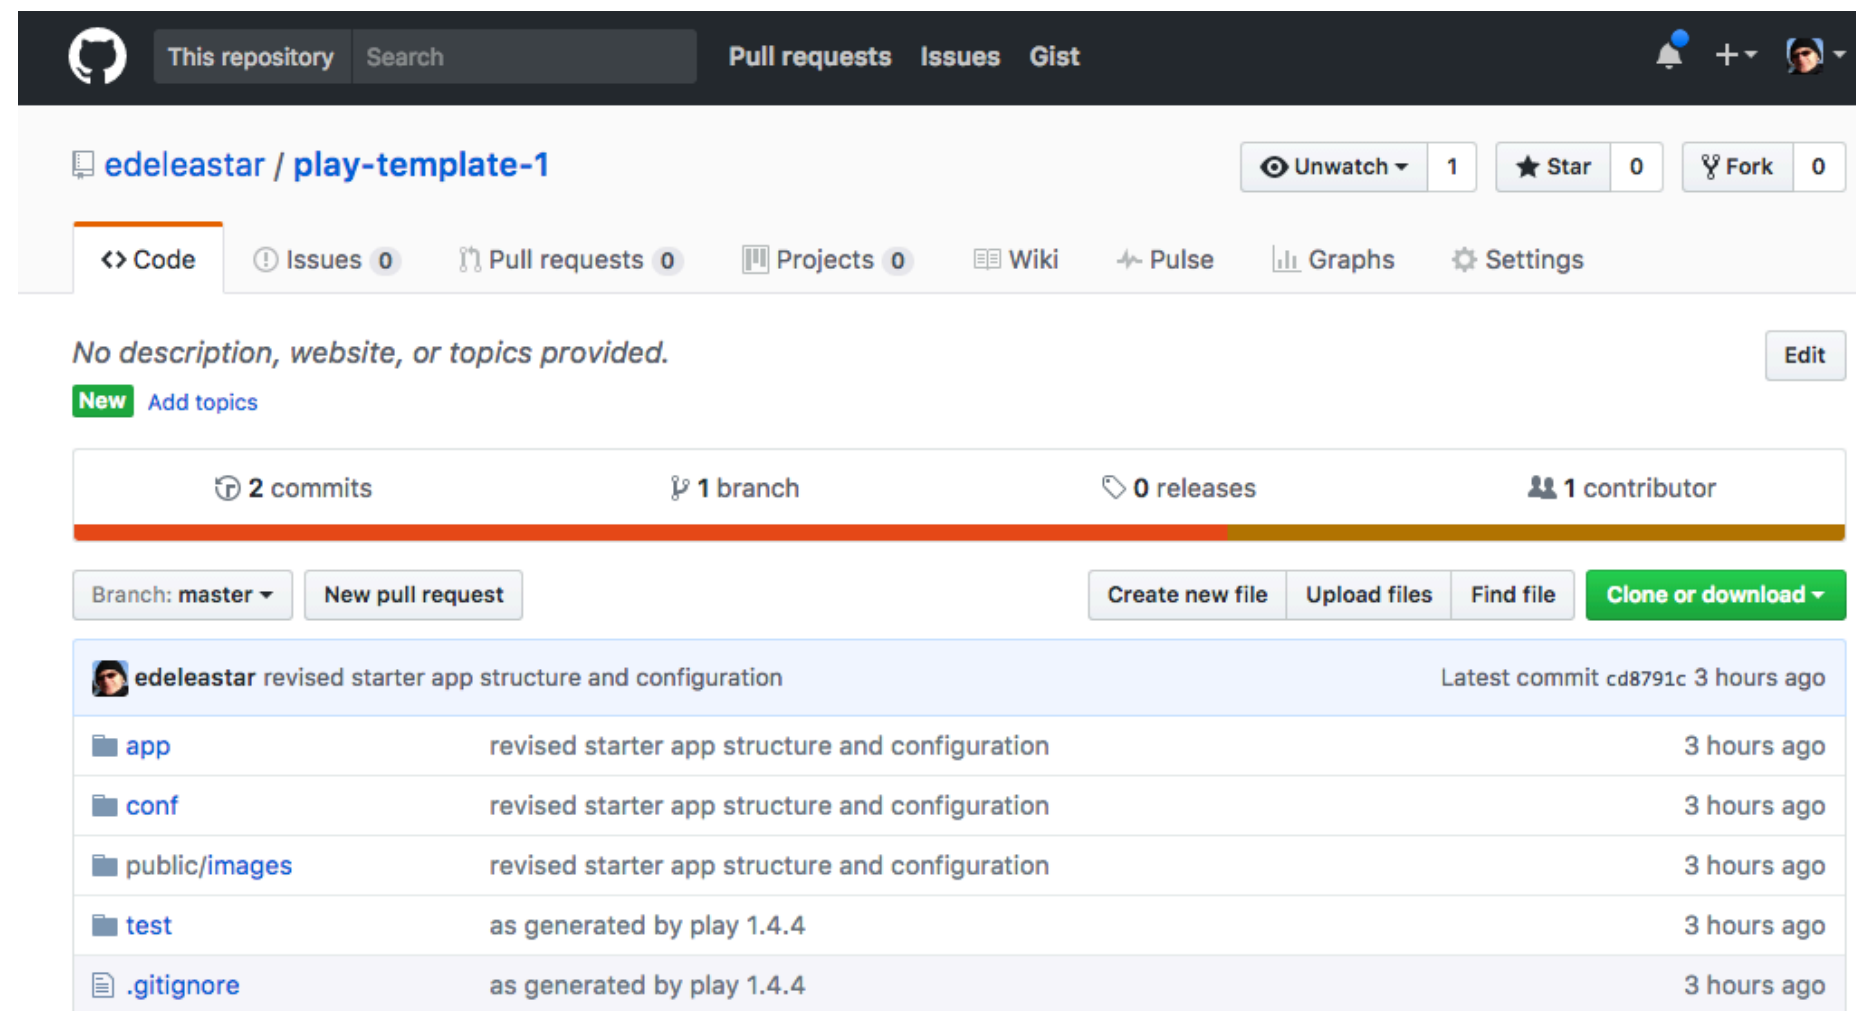 This repository Search Pull requests Issues Gist
edeleastar / play-template-1 Unwatch 1 Star 0 Fork 0
Code Issues 0 Pull requests 0 Projects 0 Wiki Pulse Graphs Settings
No description, website, or topics provided. Edit
New Add topics
2 commits 1 branch 0 releases 1 contributor
Branch: master New pull request Create new file Upload files Find file Clone or download
edeleastar revised starter app structure and configuration Latest commit cd8791c 3 hours ago
app revised starter app structure and configuration 3 hours ago
conf revised starter app structure and configuration 3 hours ago
public/images revised starter app structure and configuration 3 hours ago
test as generated by play 1.4.4 3 hours ago
.gitignore as generated by play 1.4.4 3 hours ago